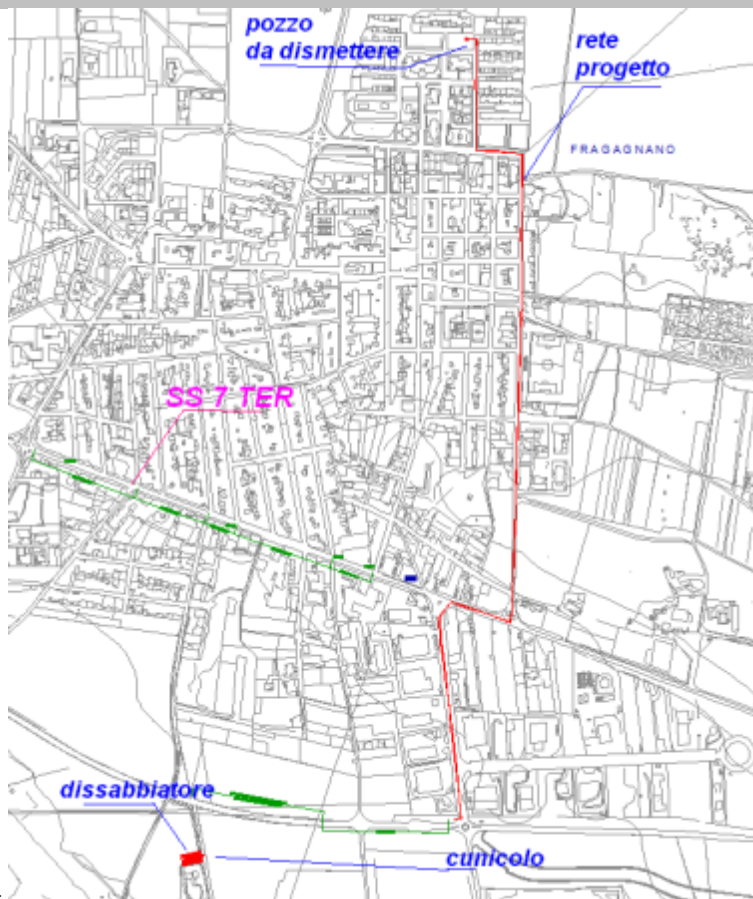 pozzo
da dismettere
rete
progetto
FRAGAGNANO
SS 7 TER
dissabbiatore
cunicolo